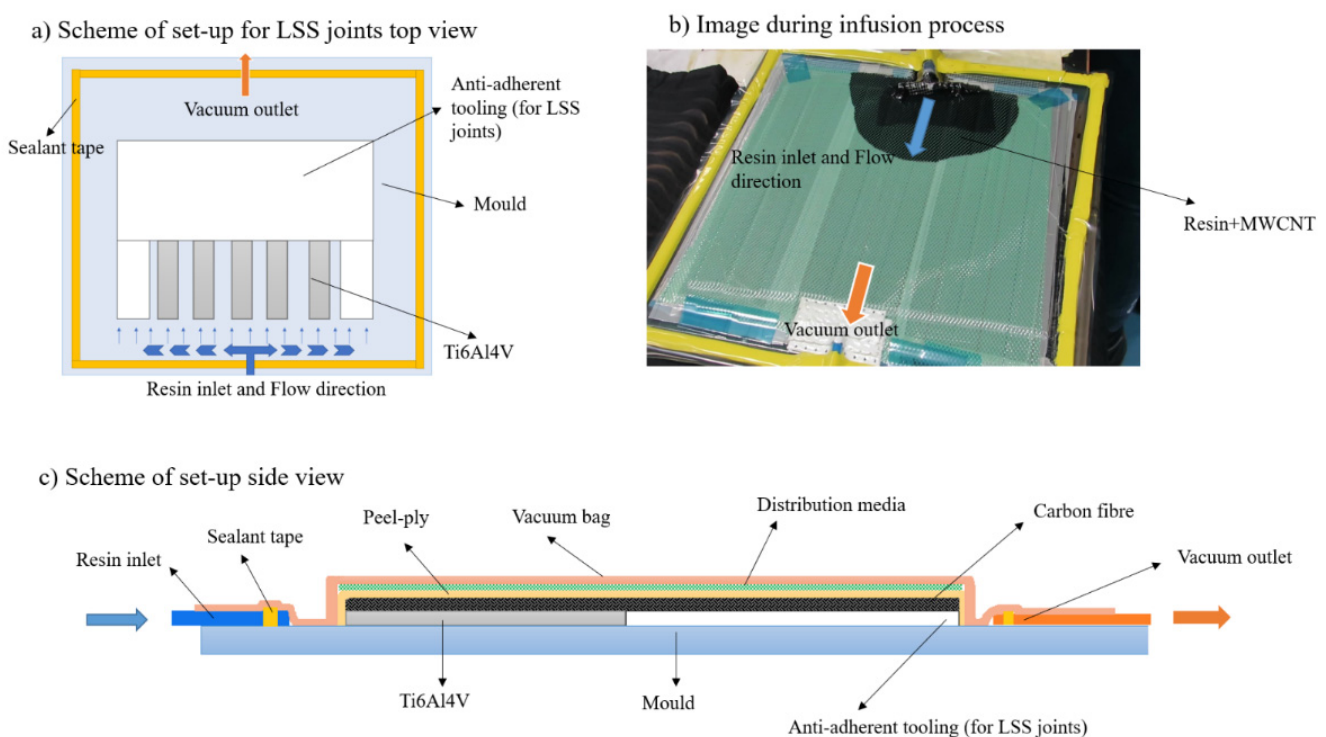 a) Scheme of set-up for LSS joints top view
Vacuum outlet
Sealant tape
Anti-adherent
tooling (for LSS
joints)
Mould
Ti6Al4V
Resin inlet and Flow direction
b) Image during infusion process
Resin inlet and Flow
direction
Resin+MWCNT
Vacuum outlet
c) Scheme of set-up side view
Resin inlet
Sealant tape
Peel-ply
Vacuum bag
Distribution media
Carbon fibre
Vacuum outlet
Ti6Al4V
Mould
Anti-adherent tooling (for LSS joints)